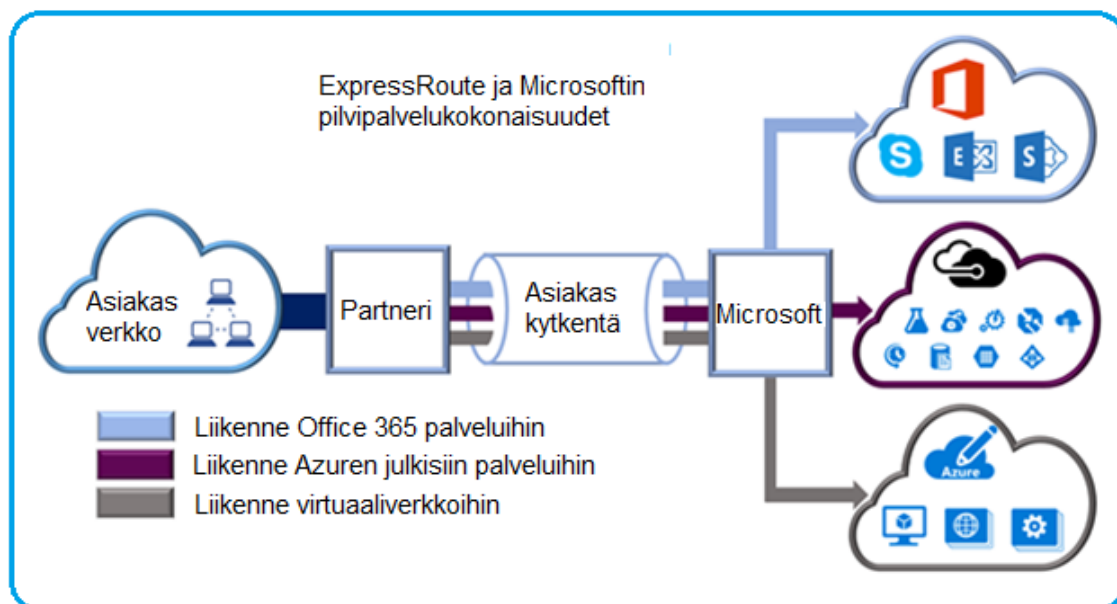 ExpressRoute ja Microsoftin
pilvipalvelukokonaisuudet
S
E
S
Asiakas
verkko
Partneri
Asiakas
kytkentä
Microsoft
Liikenne Office 365 palveluihin
Liikenne Azuren julkisiin palveluihin
Liikenne virtuaaliverkkoihin
Azure